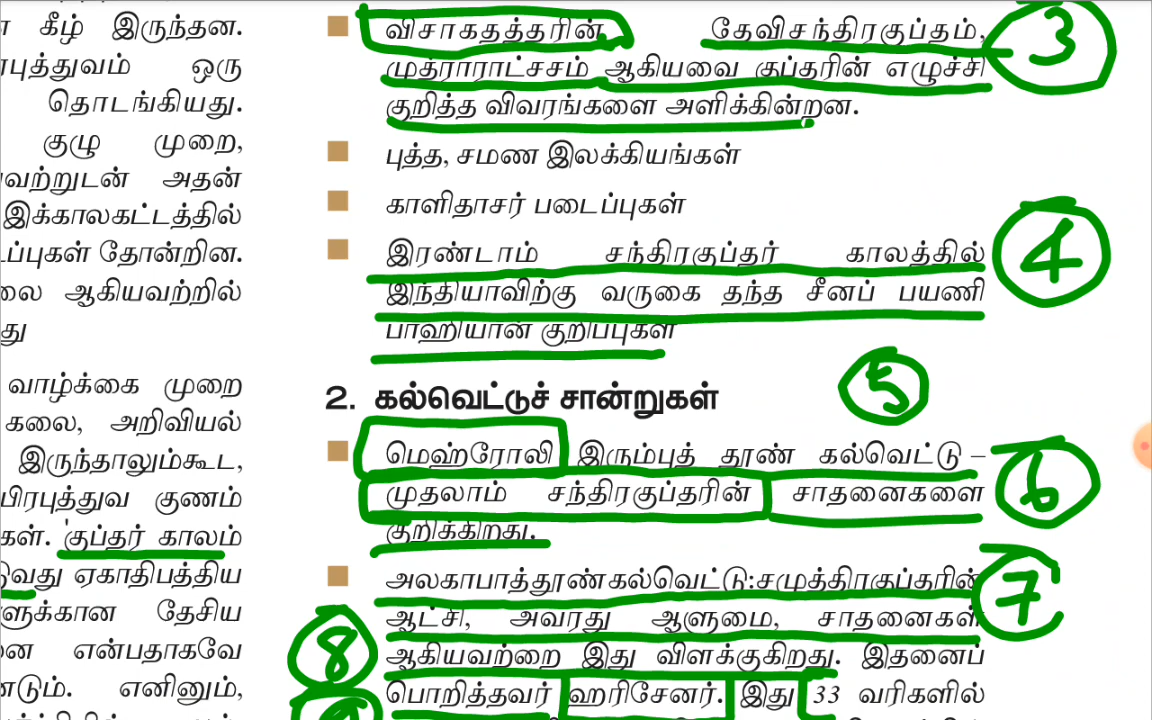 கீழ் இருந்தன.
ரபுத்துவம் ஒரு
தொடங்கியது.
குழு முறை,
வற்றுடன் அதன்
இக்காலகட்டத்தில்
ப்புகள் தோன்றின.
லை ஆகியவற்றில்
து
வாழ்க்கை முறை
கலை, அறிவியல்
இருந்தாலும்கூட,
பிரபுத்துவ குணம்
கள். குப்தர் காலம்
வது ஏகாதிபத்திய
ளுக்கான தேசிய
என்பதாகவே
எனினும்,
விசாகதத்தரின் தேவிசந்திரகுப்தம்,
முத்ராராட்சசம் ஆகியவை குப்தரின் எழுச்சி
குறித்த விவரங்களை அளிக்கின்றன.
3
புத்த, சமண இலக்கியங்கள்
காளிதாசர் படைப்புகள்
இரண்டாம் சந்திரகுப்தர் காலத்தில்
இந்தியாவிற்கு வருகை தந்த சீனப் பயணி
பாஹியான் குறிப்புகள்
4
2. கல்வெட்டுச் சான்றுகள்
5
மெஹ்ரோலி இரும்புத் தூண் கல்வெட்டு –
முதலாம் சந்திரகுப்தரின் சாதனைகளை
குறிக்கிறது.
6
அலகாபாத்தூண்கல்வெட்டு:சமுத்திரகுப்தரின்
ஆட்சி, அவரது ஆளுமை, சாதனைகள்
ஆகியவற்றை இது விளக்குகிறது. இதனைப்
பொறித்தவர் ஹரிசேனர். இது 33 வரிகளில்
7
8